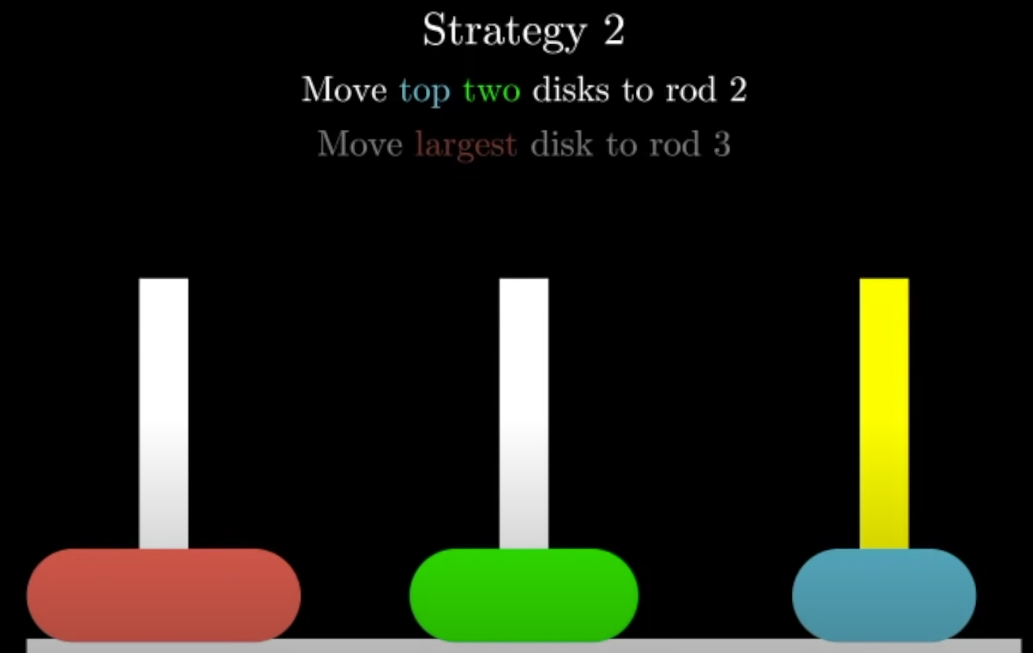 Strategy 2
Move top two disks to rod 2
Move largest disk to rod 3